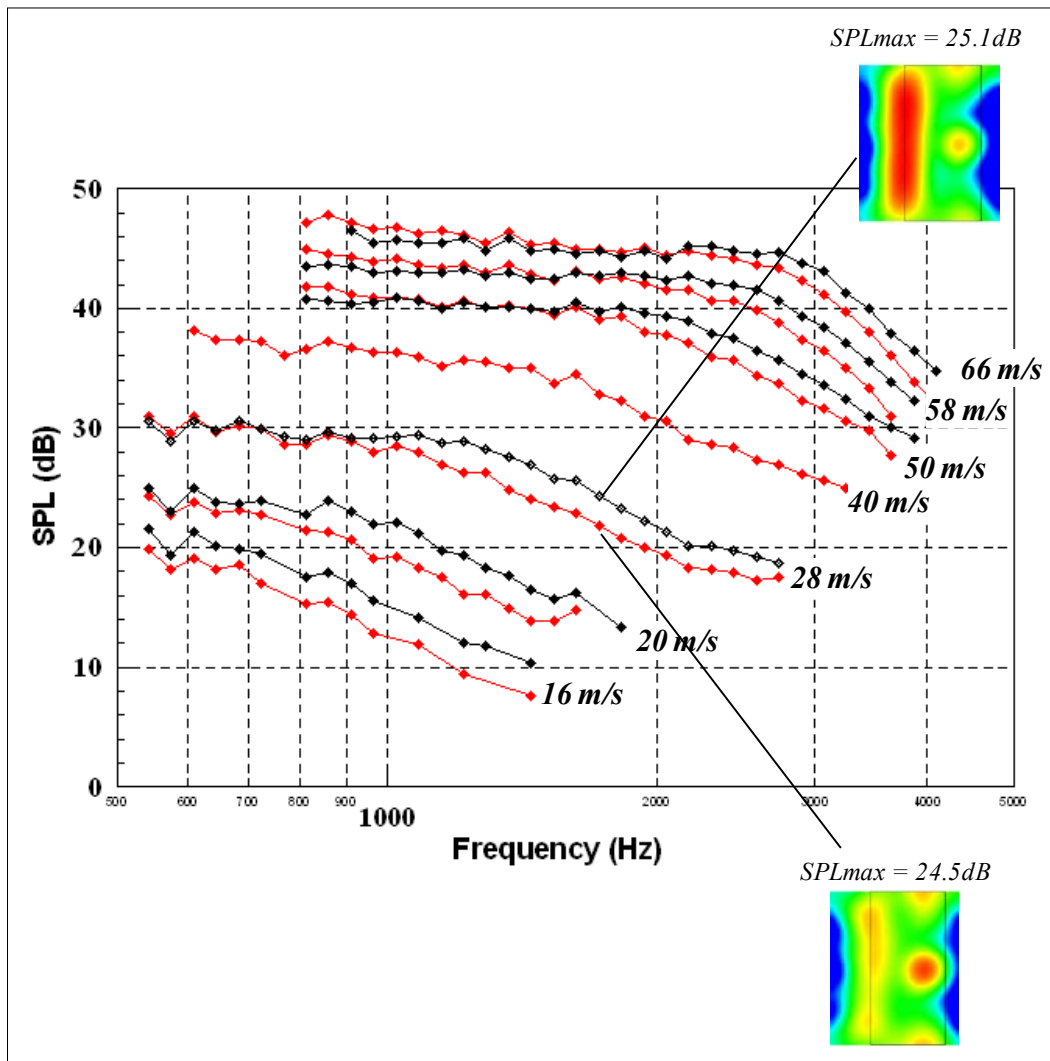 SPLmax = 25.1dB
50
40
30
20
10
0
SPL (dB)
66 m/s
58 m/s
50 m/s
40 m/s
28 m/s
20 m/s
16 m/s
500 600 700 800 900 1000 2000 3000 4000 5000
Frequency (Hz)
SPLmax = 24.5dB